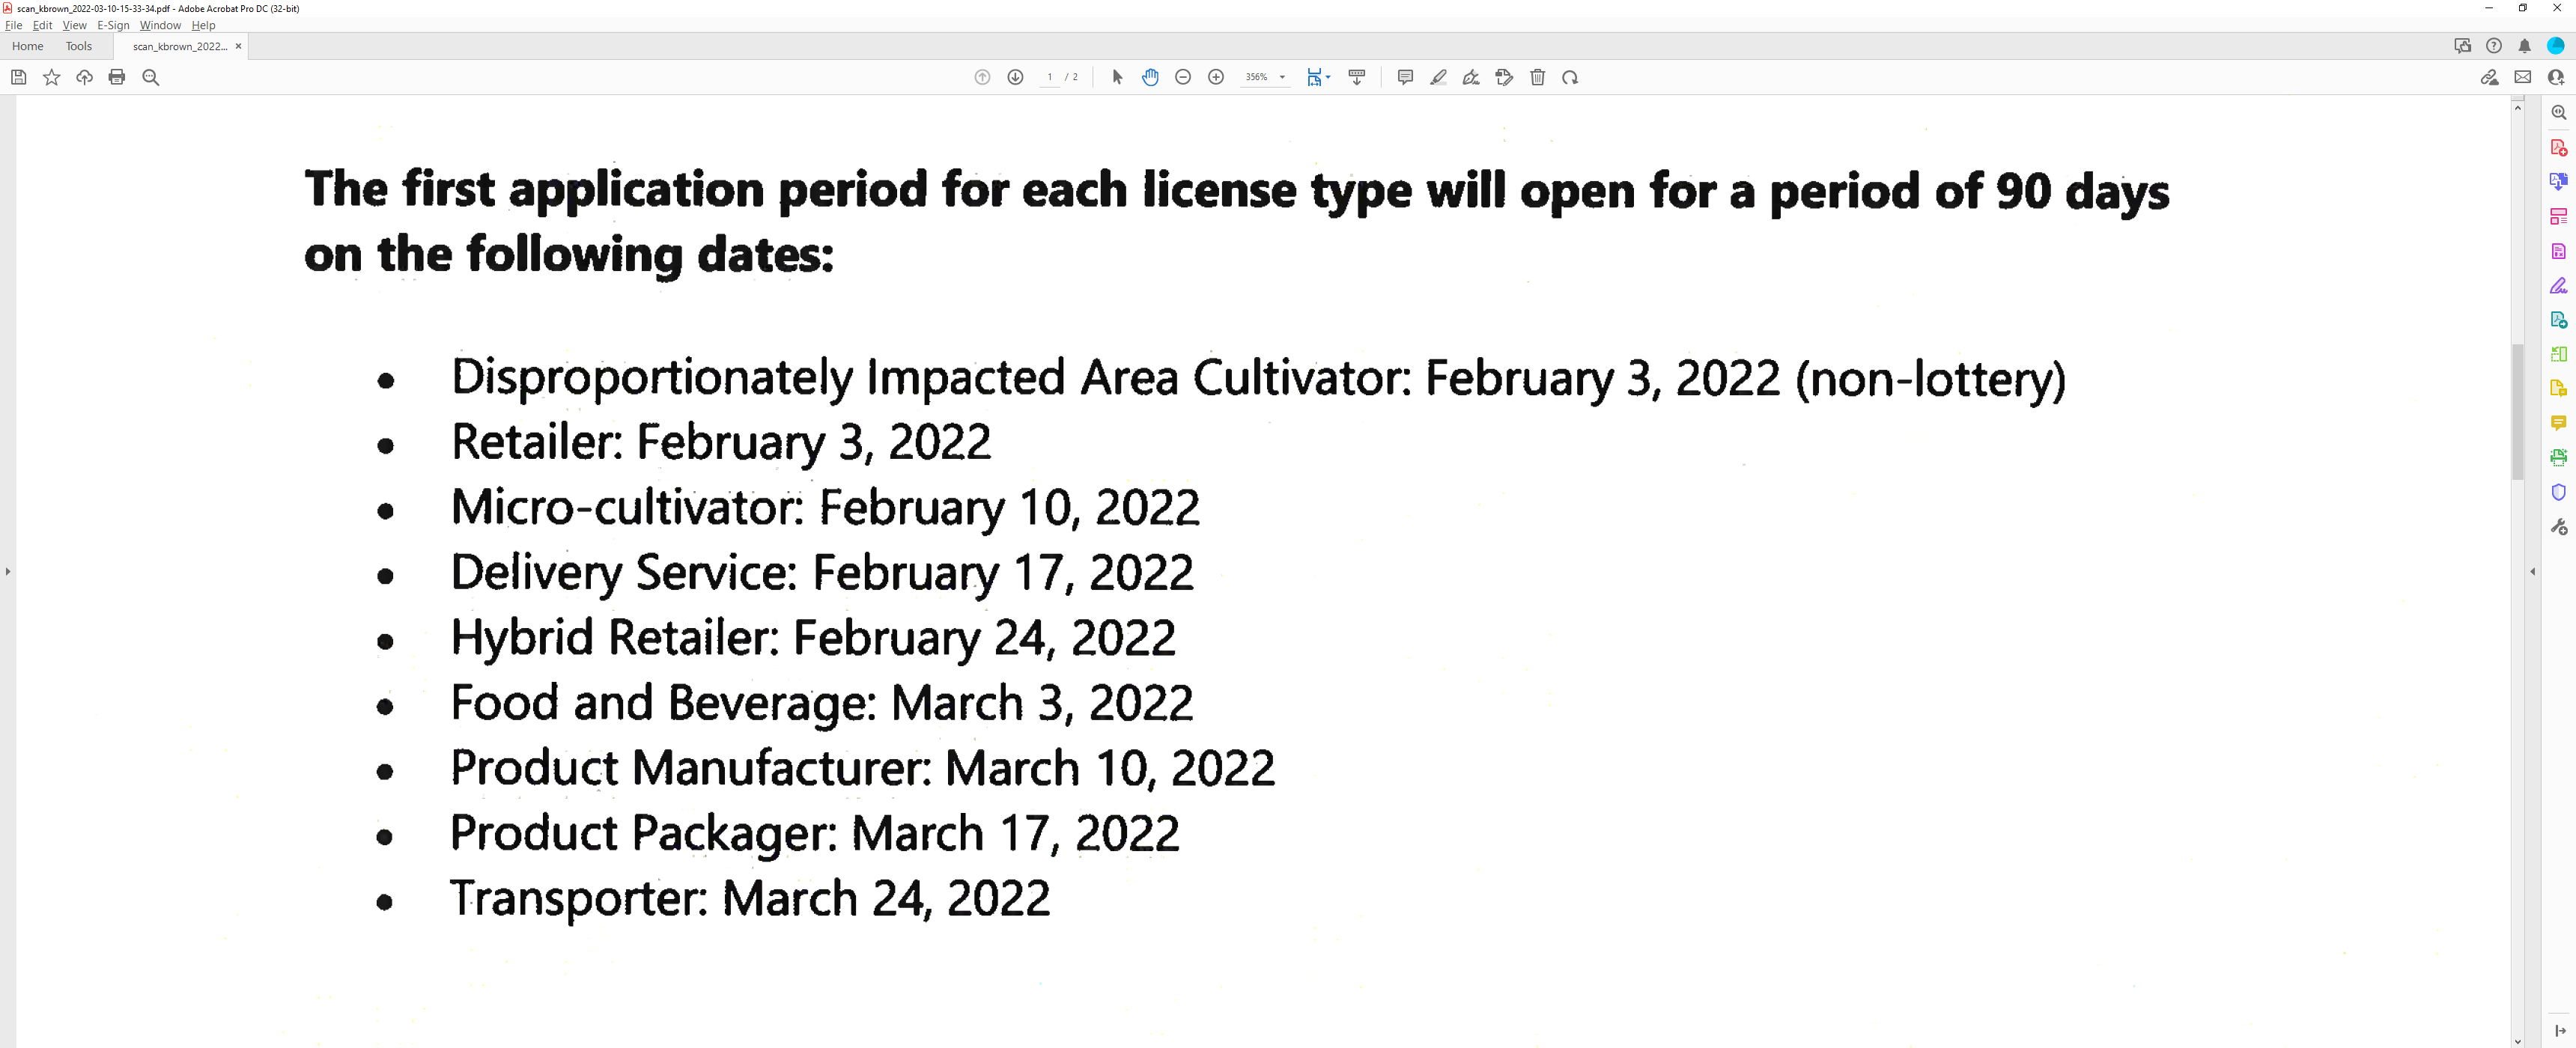 scan_kbrown_2022-03-10-15-33-34.pdf - Adobe Acrobat Pro DC (32-bit)
File Edit View E-Sign Window Help
Home Tools scan_kbrown_2022... ×
1 / 2 356%
The first application period for each license type will open for a period of 90 days
on the following dates:
• Disproportionately Impacted Area Cultivator: February 3, 2022 (non-lottery)
• Retailer: February 3, 2022
• Micro-cultivator: February 10, 2022
• Delivery Service: February 17, 2022
• Hybrid Retailer: February 24, 2022
• Food and Beverage: March 3, 2022
• Product Manufacturer: March 10, 2022
• Product Packager: March 17, 2022
• Transporter: March 24, 2022